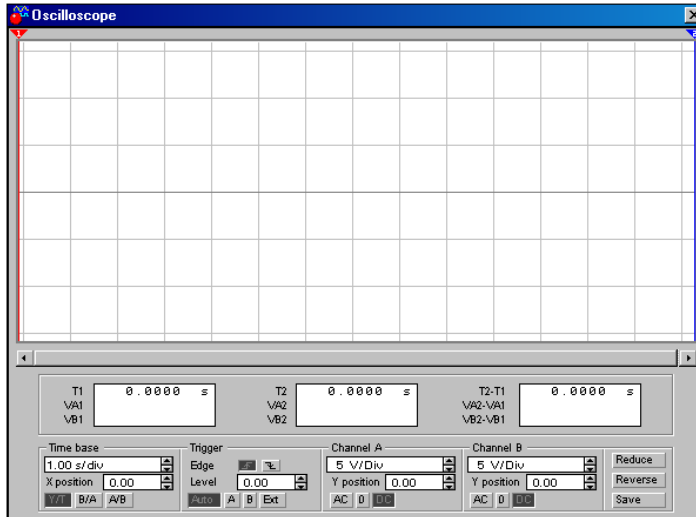 Oscilloscope
1 2
T1 0.0000 s T2 0.0000 s T2-T1 0.0000 s
VA1 VA2 VA2-VA1
VB1 VB2 VB2-VB1
Time base Trigger Channel A Channel B
1.00 s/div Edge 5 V/Div 5 V/Div Reduce
X position 0.00 Level 0.00 Y position 0.00 Y position 0.00 Reverse
Y/T B/A A/B Auto A B Ext AC 0 DC AC 0 DC Save